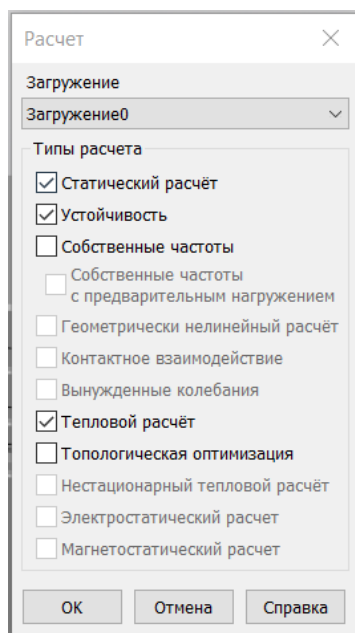 Расчет
Загружение
Загружение0
Типы расчета
Статический расчёт
Устойчивость
Собственные частоты
Собственные частоты
с предварительным нагружением
Геометрически нелинейный расчёт
Контактное взаимодействие
Вынужденные колебания
Тепловой расчёт
Топологическая оптимизация
Нестационарный тепловой расчёт
Электростатический расчет
Магнетостатический расчет
ОК Отмена Справка